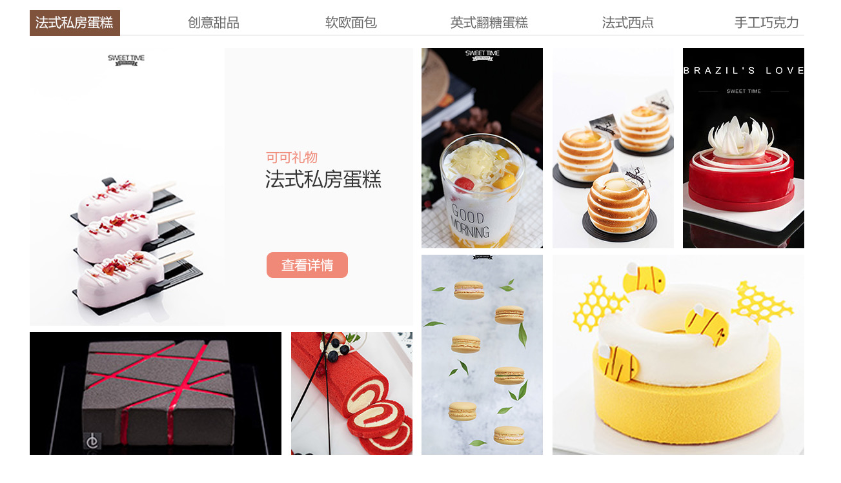 法式私房蛋糕
创意甜品
软欧面包
英式翻糖蛋糕
法式西点
手工巧克力
SWEET TIME
可可礼物
法式私房蛋糕
查看详情
SWEET TIME
GOOD
MORNING
BRAZIL'S LOVE
SWEET TIME